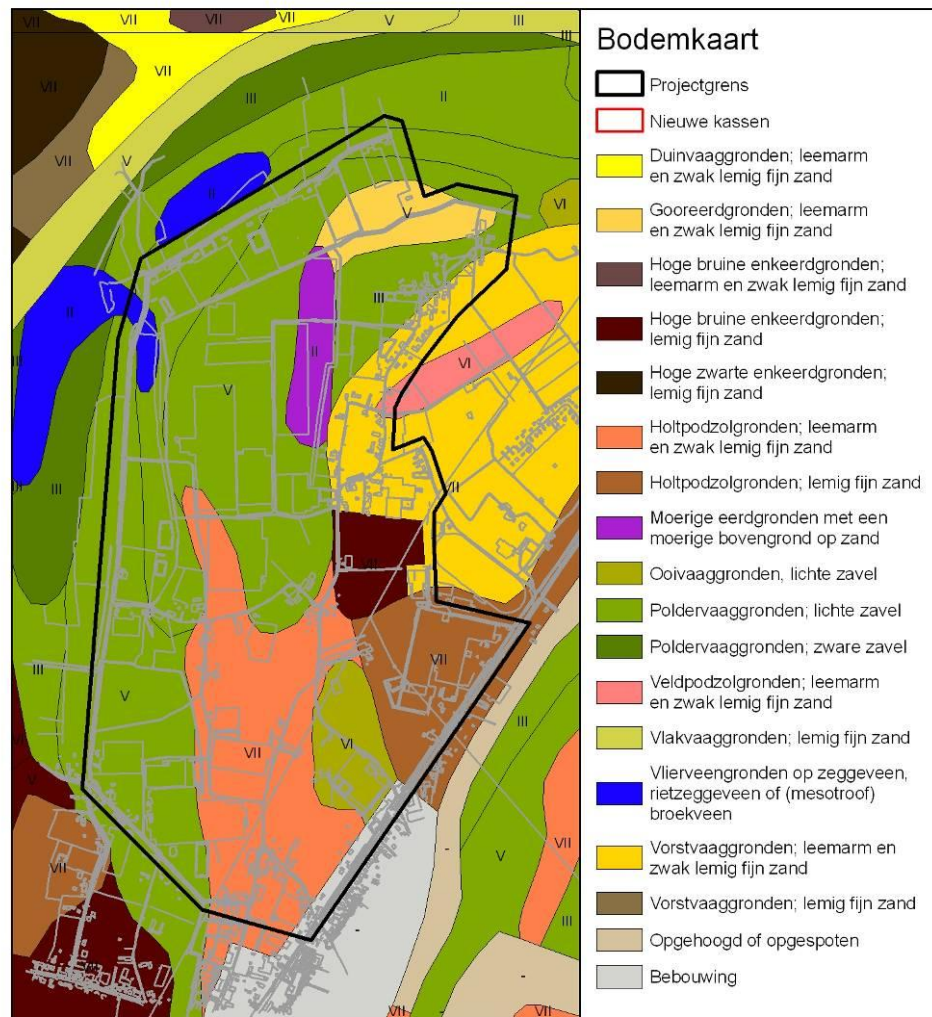 VII
VII
VII
VII
V
III
VII
VII
III
III
II
VII
V
II
V
VI
II
III
III
II
VI
V
III
III
VII
VII
III
V
VII
III
VI
VII
V
V
VII
VII
III
Bodemkaart
Projectgrens
Nieuwe kassen
Duinvaaggronden; leemarm
en zwak lemig fijn zand
Gooreerdgronden; leemarm
en zwak lemig fijn zand
Hoge bruine enkeerdgronden;
leemarm en zwak lemig fijn zand
Hoge bruine enkeerdgronden;
lemig fijn zand
Hoge zwarte enkeerdgronden;
lemig fijn zand
Holtpodzolgronden; leemarm
en zwak lemig fijn zand
Holtpodzolgronden; lemig fijn zand
Moerige eerdgronden met een
moerige bovengrond op zand
Ooivaaggronden, lichte zavel
Poldervaaggronden; lichte zavel
Poldervaaggronden; zware zavel
Veldpodzolgronden; leemarm
en zwak lemig fijn zand
Vlakvaaggronden; lemig fijn zand
Vlierveengronden op zeggeveen,
rietzeggeveen of (mesotroof)
broekveen
Vorstvaaggronden; leemarm en
zwak lemig fijn zand
Vorstvaaggronden; lemig fijn zand
Opgehoogd of opgespoten
Bebouwing